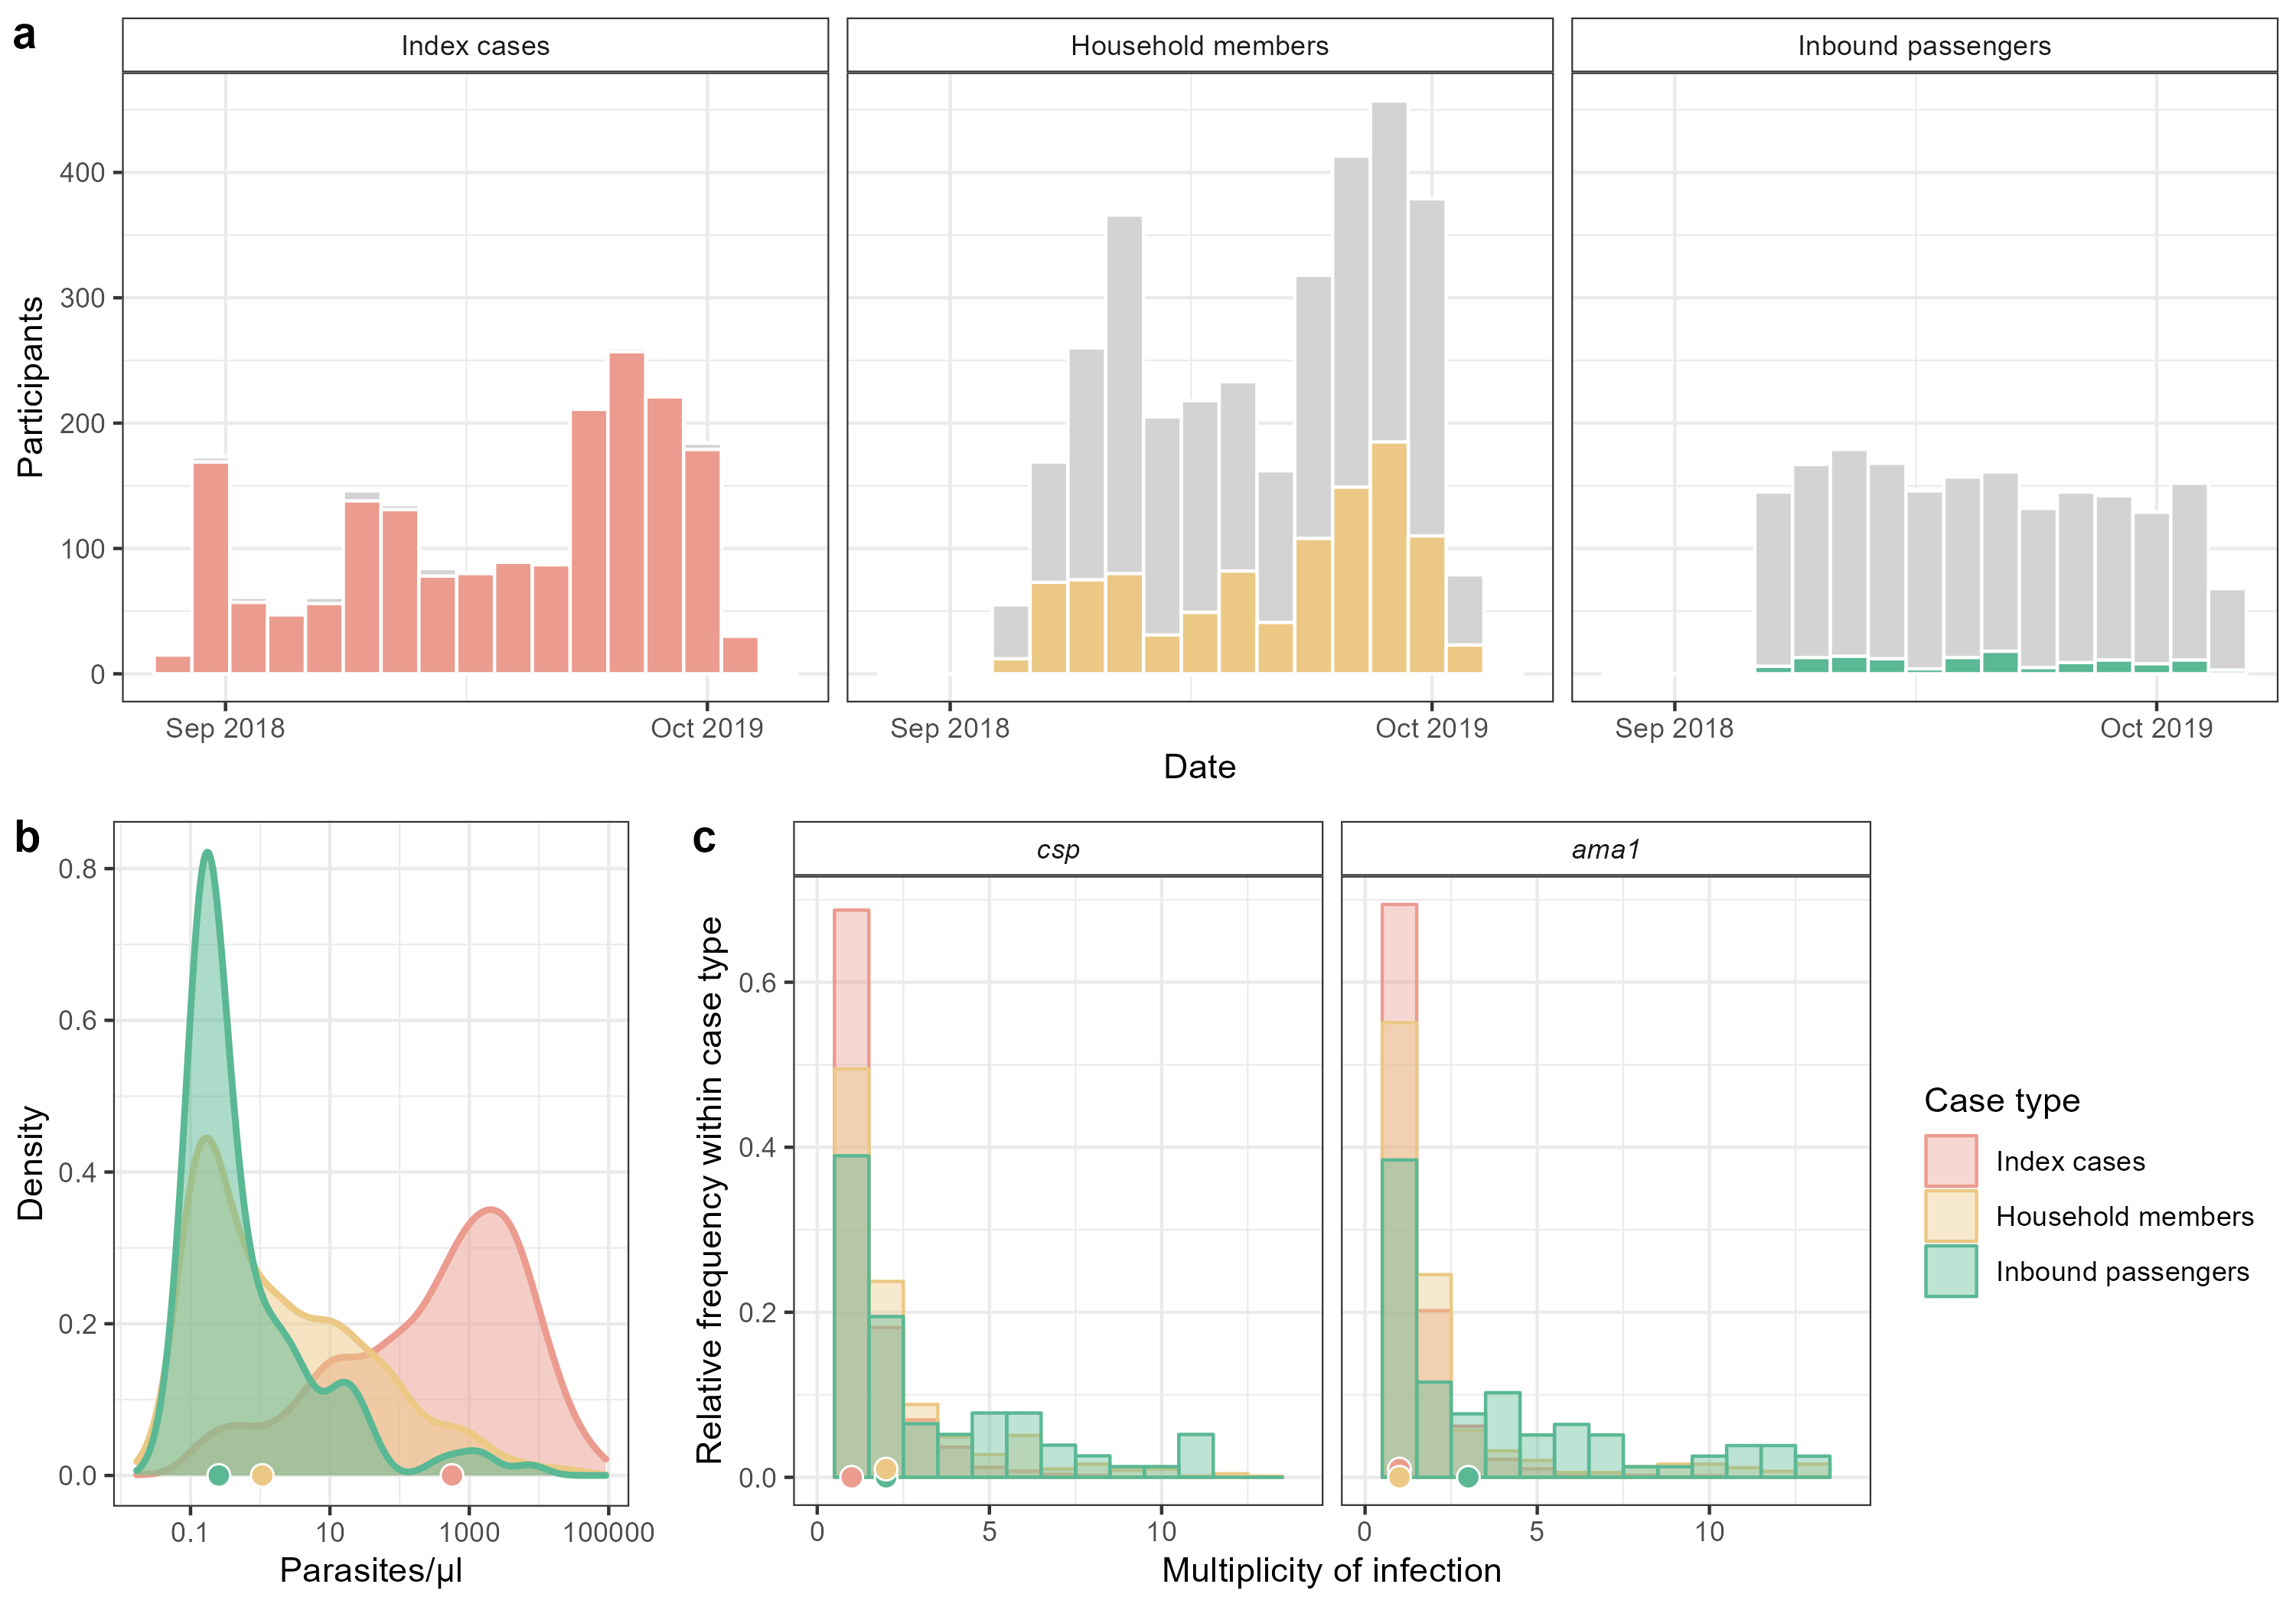 a
Index cases
Household members
Inbound passengers
Participants
400
300
200
100
0
Sep 2018
Oct 2019
Sep 2018
Oct 2019
Sep 2018
Oct 2019
Date
b
Density
0.8
0.6
0.4
0.2
0.0
0.1
10
1000
100000
Parasites/µl
c
csp
ama1
Relative frequency within case type
0.6
0.4
0.2
0.0
0
5
10
0
5
10
Multiplicity of infection
Case type
Index cases
Household members
Inbound passengers